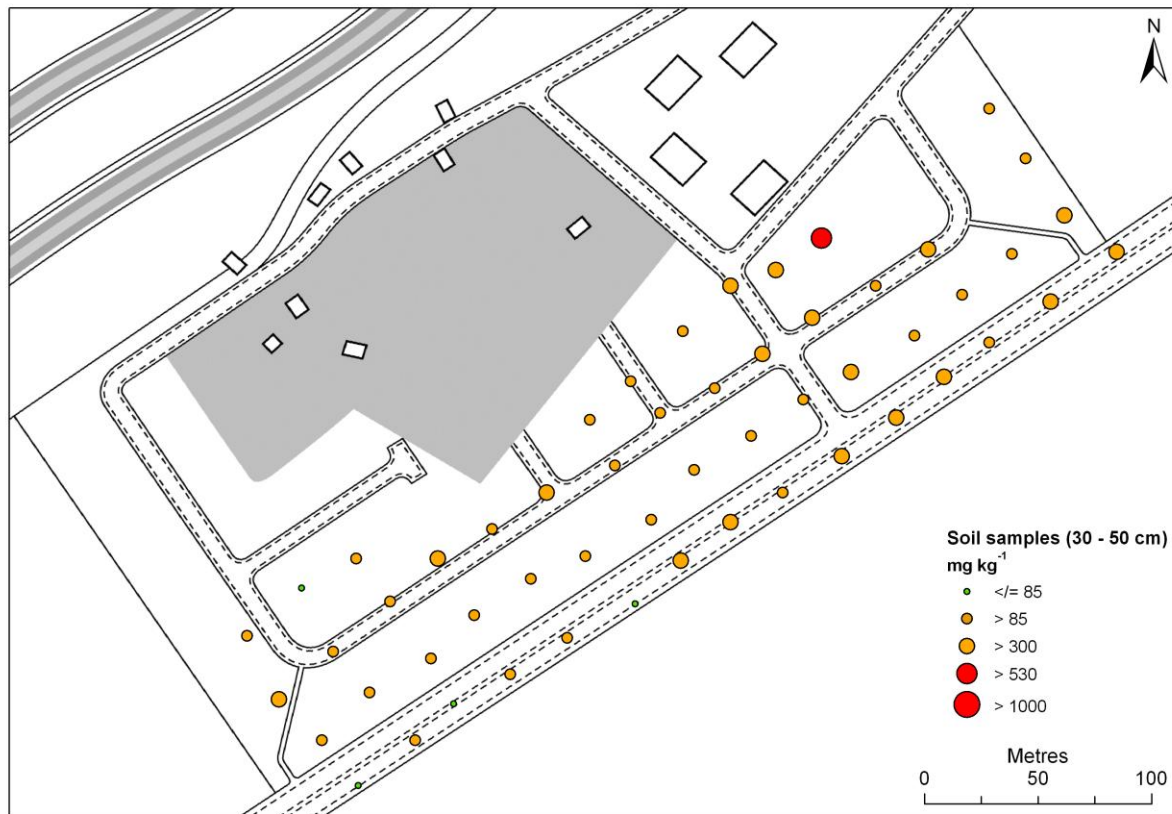 N
Soil samples (30 - 50 cm)
mg kg⁻¹
</= 85
> 85
> 300
> 530
> 1000
Metres
0 50 100